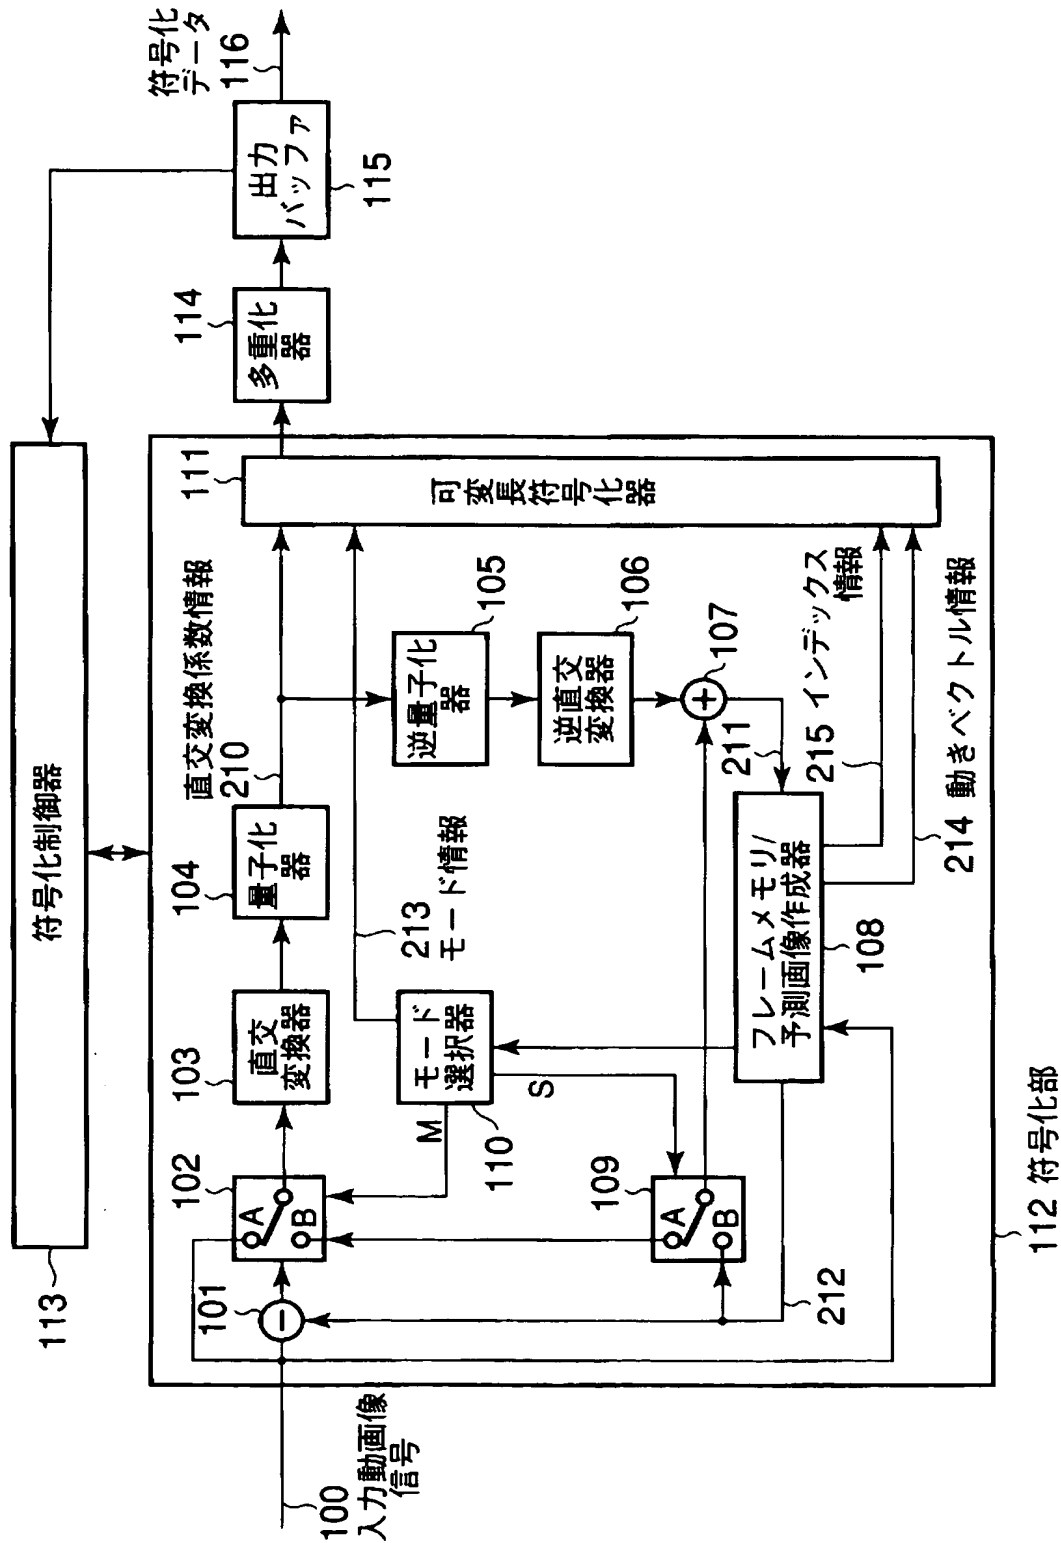 113
符号化制御器
100
入力動画像
信号
101
102
A
B
103
直交
変換器
104
量子化
器
直交変換係数情報
210
111
可変長符号化器
114
多重化
器
出力
バッファ
115
符号化
データ
116
M
モード
選択器
110
S
213
モード情報
逆量子化
器
105
逆直交
変換器
106
+
107
211
109
A
B
212
フレームメモリ/
予測画像作成器
108
215 インデックス
情報
214 動きベクトル情報
112 符号化部
−